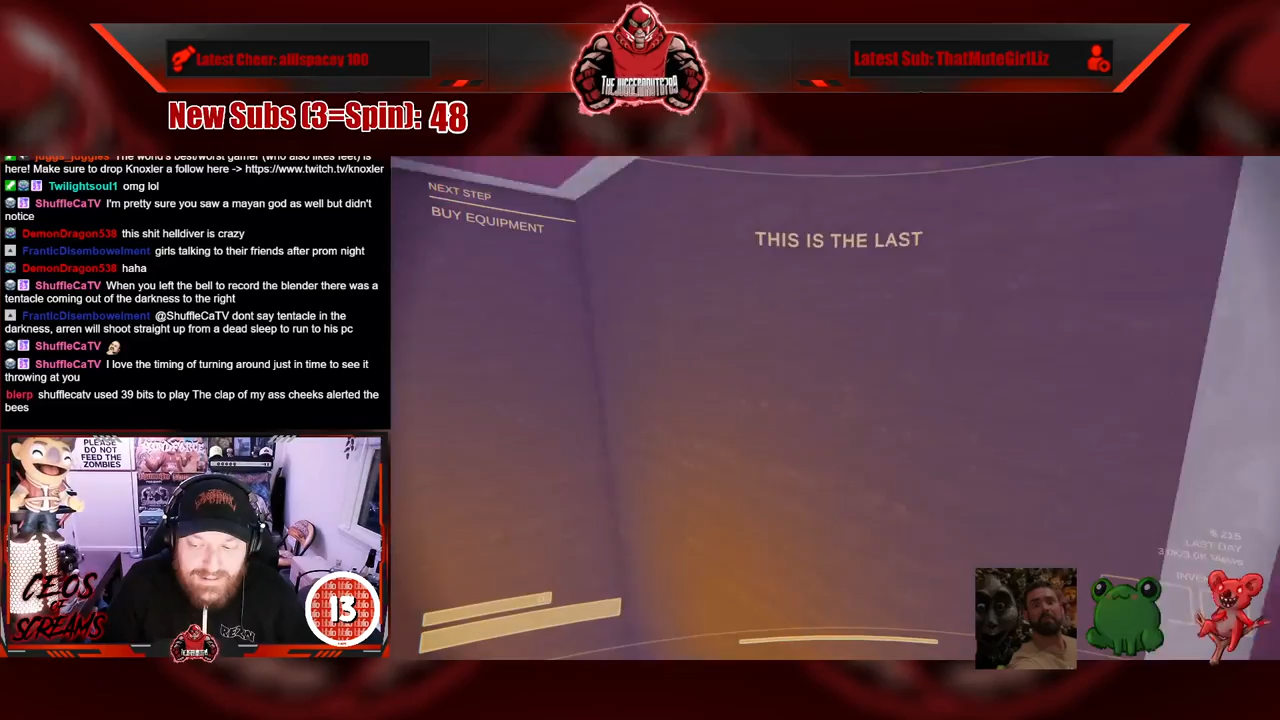 Latest Cheer: alllspacey 100
THEJUGGERNAUT6789
Latest Sub: ThatMuteGirlLiz
New Subs (3=Spin): 48
juggs_juggles The world's best/worst gamer (who also likes feet) is
here! Make sure to drop Knoxler a follow here -> https://www.twitch.tv/knoxler
Twilightsoul1 omg lol
ShuffleCaTV I'm pretty sure you saw a mayan god as well but didn't
notice
DemonDragon538 this shit helldiver is crazy
FranticDisembowelment girls talking to their friends after prom night
DemonDragon538 haha
ShuffleCaTV When you left the bell to record the blender there was a
tentacle coming out of the darkness to the right
FranticDisembowelment @ShuffleCaTV dont say tentacle in the
darkness, arren will shoot straight up from a dead sleep to run to his pc
ShuffleCaTV
ShuffleCaTV I love the timing of turning around just in time to see it
throwing at you
blerp shufflecatv used 39 bits to play The clap of my ass cheeks alerted the
bees
NEXT STEP
BUY EQUIPMENT
THIS IS THE LAST
$ 215
LAST DAY
PLEASE
DO NOT
FEED THE
ZOMBIES
CEOS
OF
SCREAMS
13